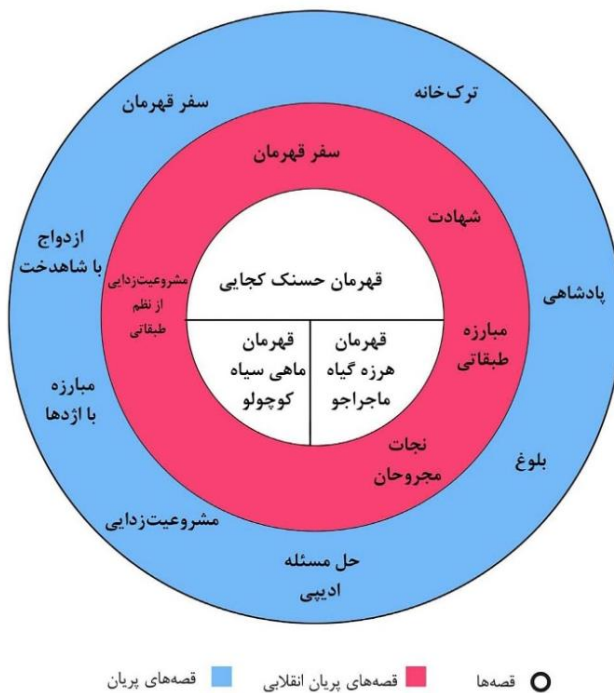 ترک‌خانه
سفر قهرمان
سفر قهرمان
شهادت
ازدواج
با شاهدخت
مشروعیت‌زدایی
از نظم
طبقاتی
قهرمان حسنک کجایی
پادشاهی
مبارزه
طبقاتی
قهرمان
هرزه گیاه
ماجراجو
قهرمان
ماهی سیاه
کوچولو
مبارزه
با اژدها
نجات
مجروحان
بلوغ
مشروعیت‌زدایی
حل مسئله
ادیپی
قصه‌ها
قصه‌های پریان انقلابی
قصه‌های پریان